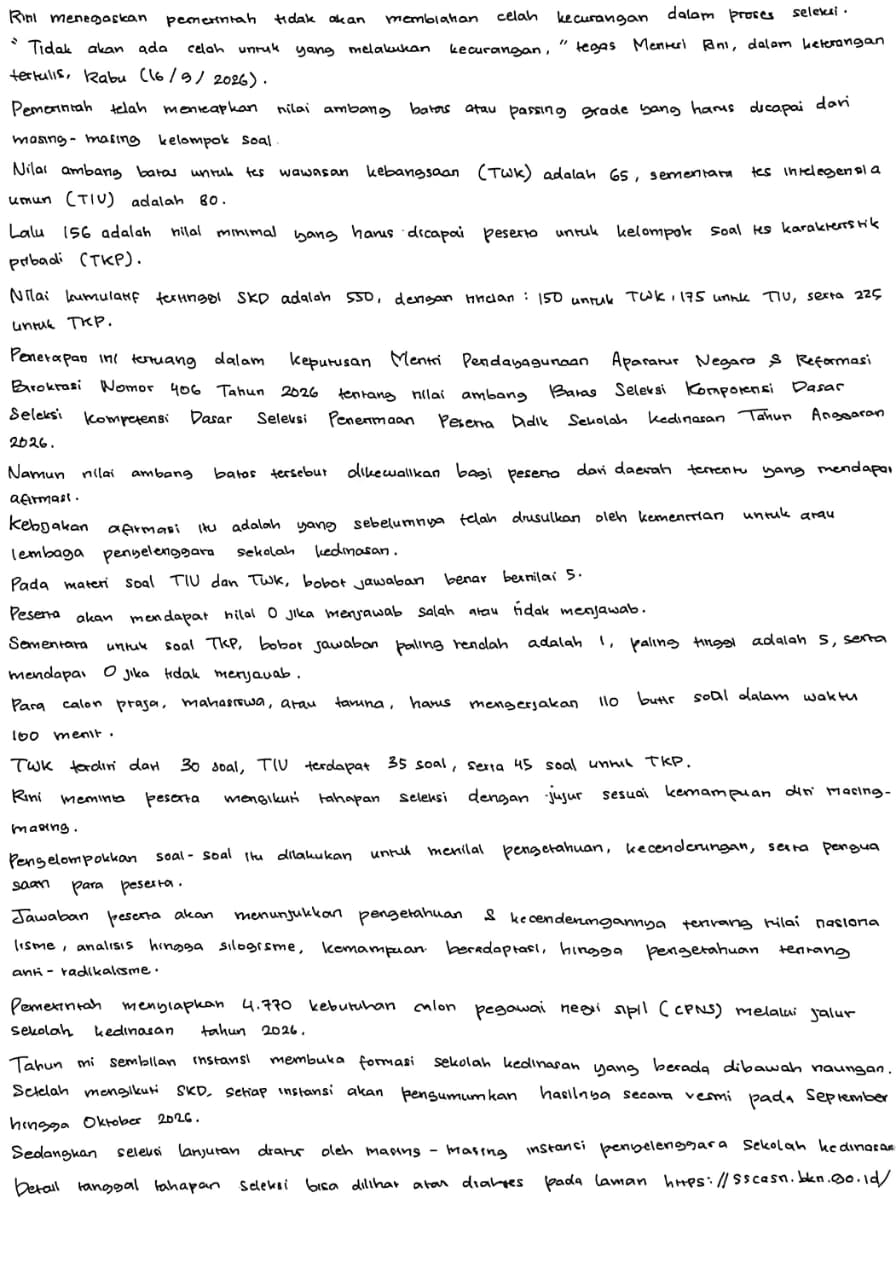 Rini menegaskan pemerintah tidak akan membiahan celah kecurangan dalam proses seleksi.
" Tidak akan ada celah untuk yang melakukan kecurangan," tegas Menteri Rini, dalam keterangan
tertulis, Rabu (16/9/2026).
Pemerintah telah menetapkan nilai ambang batas atau passing grade yang harus dicapai dari
masing-masing kelompok soal.
Nilai ambang batas untuk tes wawasan kebangsaan (TWK) adalah 65, sementara tes intelegensia
umun (TIU) adalah 80.
Lalu 156 adalah nilai minimal yang harus dicapai peserta untuk kelompok soal tes karakteristik
pribadi (TKP).
Nilai kumulatif tertinggi SKD adalah 550, dengan rincian : 150 untuk TWK, 175 untuk TIU, serta 225
untuk TKP.
Penetapan ini tertuang dalam keputusan Mentri Pendayagunaan Aparatur Negara & Reformasi
Birokrasi Nomor 406 Tahun 2026 tentang nilai ambang Batas Seleksi Kompotensi Dasar
Seleksi Kompetensi Dasar Seleksi Penerimaan Peserta Didik Sekolah kedinasan Tahun Anggaran
2026.
Namun nilai ambang batas tersebut dikewalikan bagi peserta dari daerah tertentu yang mendapat
afirmasi.
Kebijakan afirmasi itu adalah yang sebelumnya telah diusulkan oleh kementrian untuk atau
lembaga penyelenggara sekolah kedinasan.
Pada materi soal TIU dan TWK, bobot jawaban benar bernilai 5.
Peserta akan mendapat nilai 0 jika menjawab salah atau tidak menjawab.
Sementara untuk soal TKP, bobot jawaban paling rendah adalah 1, paling tinggi adalah 5, serta
mendapat 0 jika tidak menjawab.
Para calon praja, mahasiswa, atau taruna, harus mengerjakan 110 butir soal dalam waktu
100 menit.
TWK terdiri dari 30 soal, TIU terdapat 35 soal, serta 45 soal untuk TKP.
Rini meminta peserta mengikuti tahapan seleksi dengan jujur sesuai kemampuan diri masing-
masing.
Pengelompokkan soal-soal itu dilakukan untuk menilai pengetahuan, kecenderungan, serta pengua
saan para peserta.
Jawaban peserta akan menunjukkan pengetahuan & kecenderungannya tentang nilai nasiona
lisme, analisis hingga silogisme, kemampuan beradaptasi, hingga pengetahuan tentang
anti-radikalisme.
Pemerintah menyiapkan 4.770 kebutuhan calon pegawai negri sipil (CPNS) melalui jalur
sekolah kedinasan tahun 2026.
Tahun ini sembilan instansi membuka formasi sekolah kedinasan yang berada dibawah naungan.
Setelah mengikuti SKD, setiap instansi akan pengumumkan hasilnya secara resmi pada September
hingga Oktober 2026.
Sedangkan seleksi lanjutan diatur oleh masing-masing instansi penyelenggara sekolah kedinasan
Detail tanggal tahapan seleksi bisa dilihat atau diakses pada laman https://sscasn.bkn.go.id/